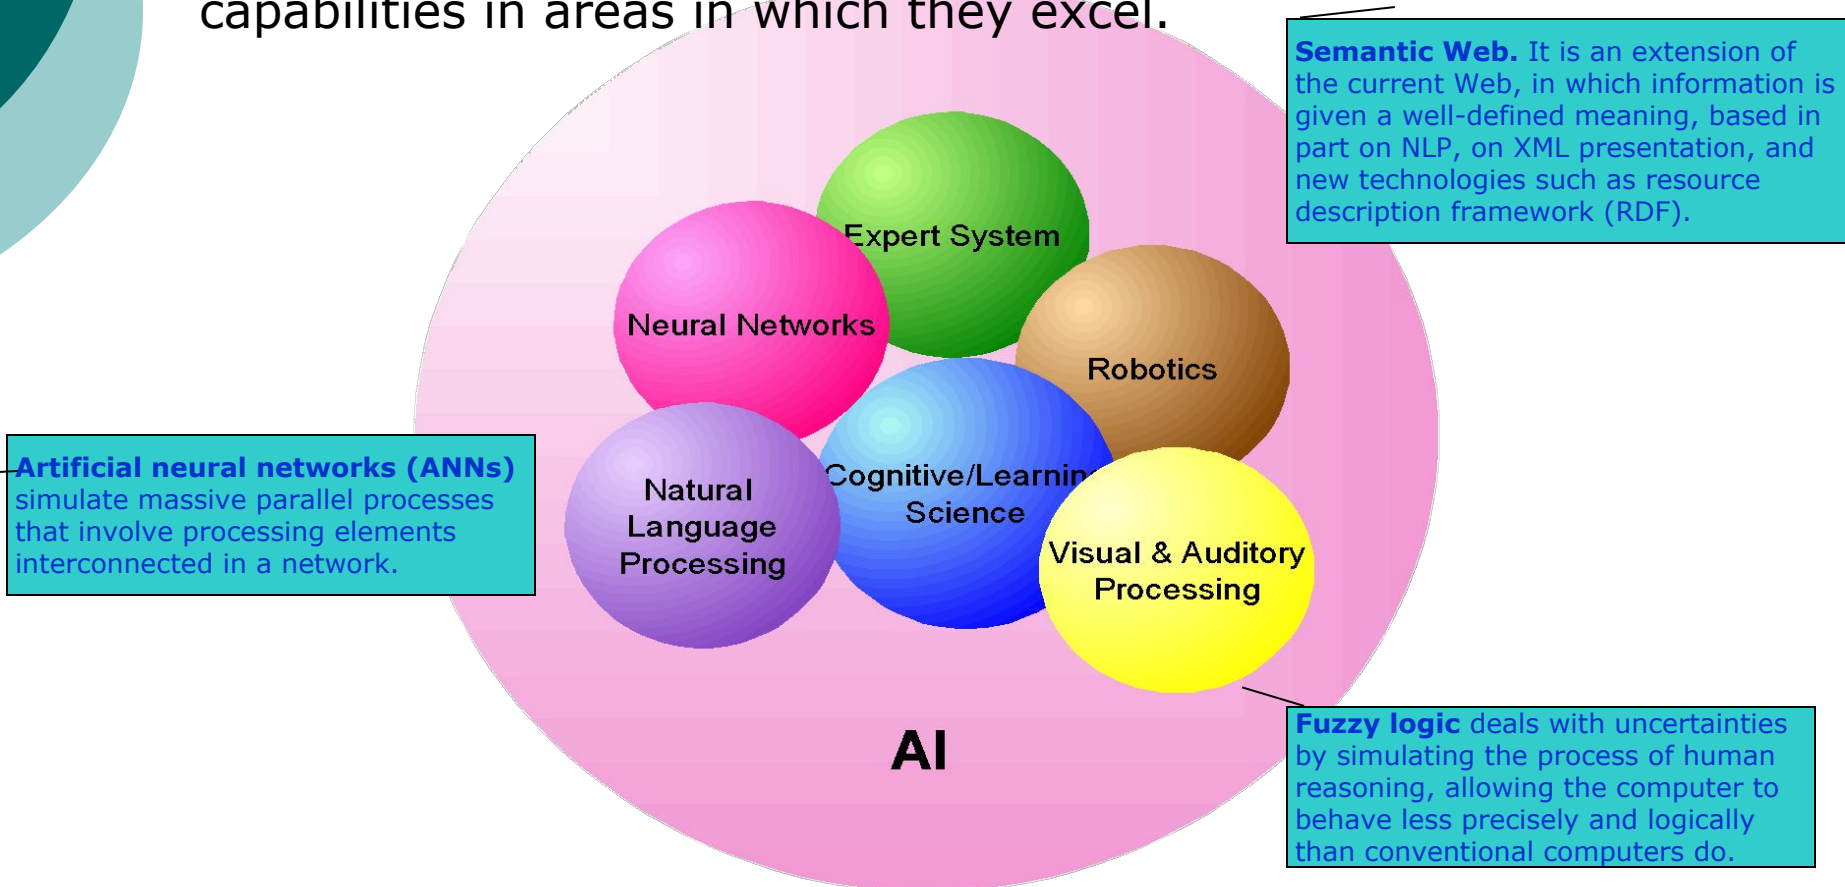 capabilities in areas in which they excel.
Semantic Web. It is an extension of
the current Web, in which information is
given a well-defined meaning, based in
part on NLP, on XML presentation, and
new technologies such as resource
description framework (RDF).
Expert System
Neural Networks
Robotics
Artificial neural networks (ANNs)
simulate massive parallel processes
that involve processing elements
interconnected in a network.
Natural
Language
Processing
Cognitive/Learnin
Science
Visual & Auditory
Processing
AI
Fuzzy logic deals with uncertainties
by simulating the process of human
reasoning, allowing the computer to
behave less precisely and logically
than conventional computers do.